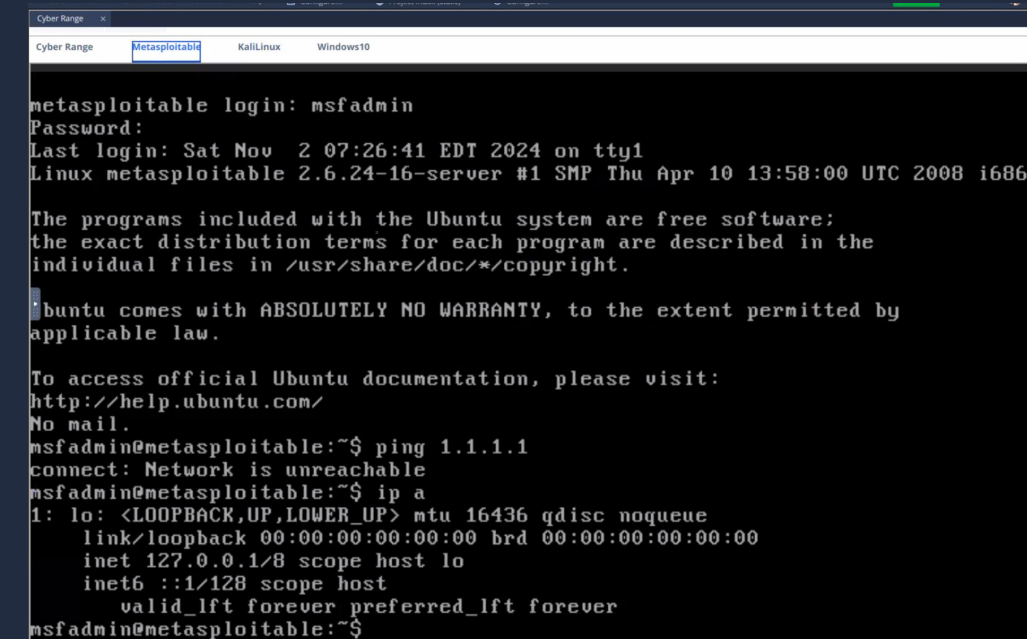 Cyber Range ×
Cyber Range Metasploitable KaliLinux Windows10
metasploitable login: msfadmin
Password:
Last login: Sat Nov  2 07:26:41 EDT 2024 on tty1
Linux metasploitable 2.6.24-16-server #1 SMP Thu Apr 10 13:58:00 UTC 2008 i686
The programs included with the Ubuntu system are free software;
the exact distribution terms for each program are described in the
individual files in /usr/share/doc/*/copyright.
buntu comes with ABSOLUTELY NO WARRANTY, to the extent permitted by
applicable law.
To access official Ubuntu documentation, please visit:
http://help.ubuntu.com/
No mail.
msfadmin@metasploitable:~$ ping 1.1.1.1
connect: Network is unreachable
msfadmin@metasploitable:~$ ip a
1: lo: <LOOPBACK,UP,LOWER_UP> mtu 16436 qdisc noqueue
    link/loopback 00:00:00:00:00:00 brd 00:00:00:00:00:00
    inet 127.0.0.1/8 scope host lo
    inet6 ::1/128 scope host
       valid_lft forever preferred_lft forever
msfadmin@metasploitable:~$